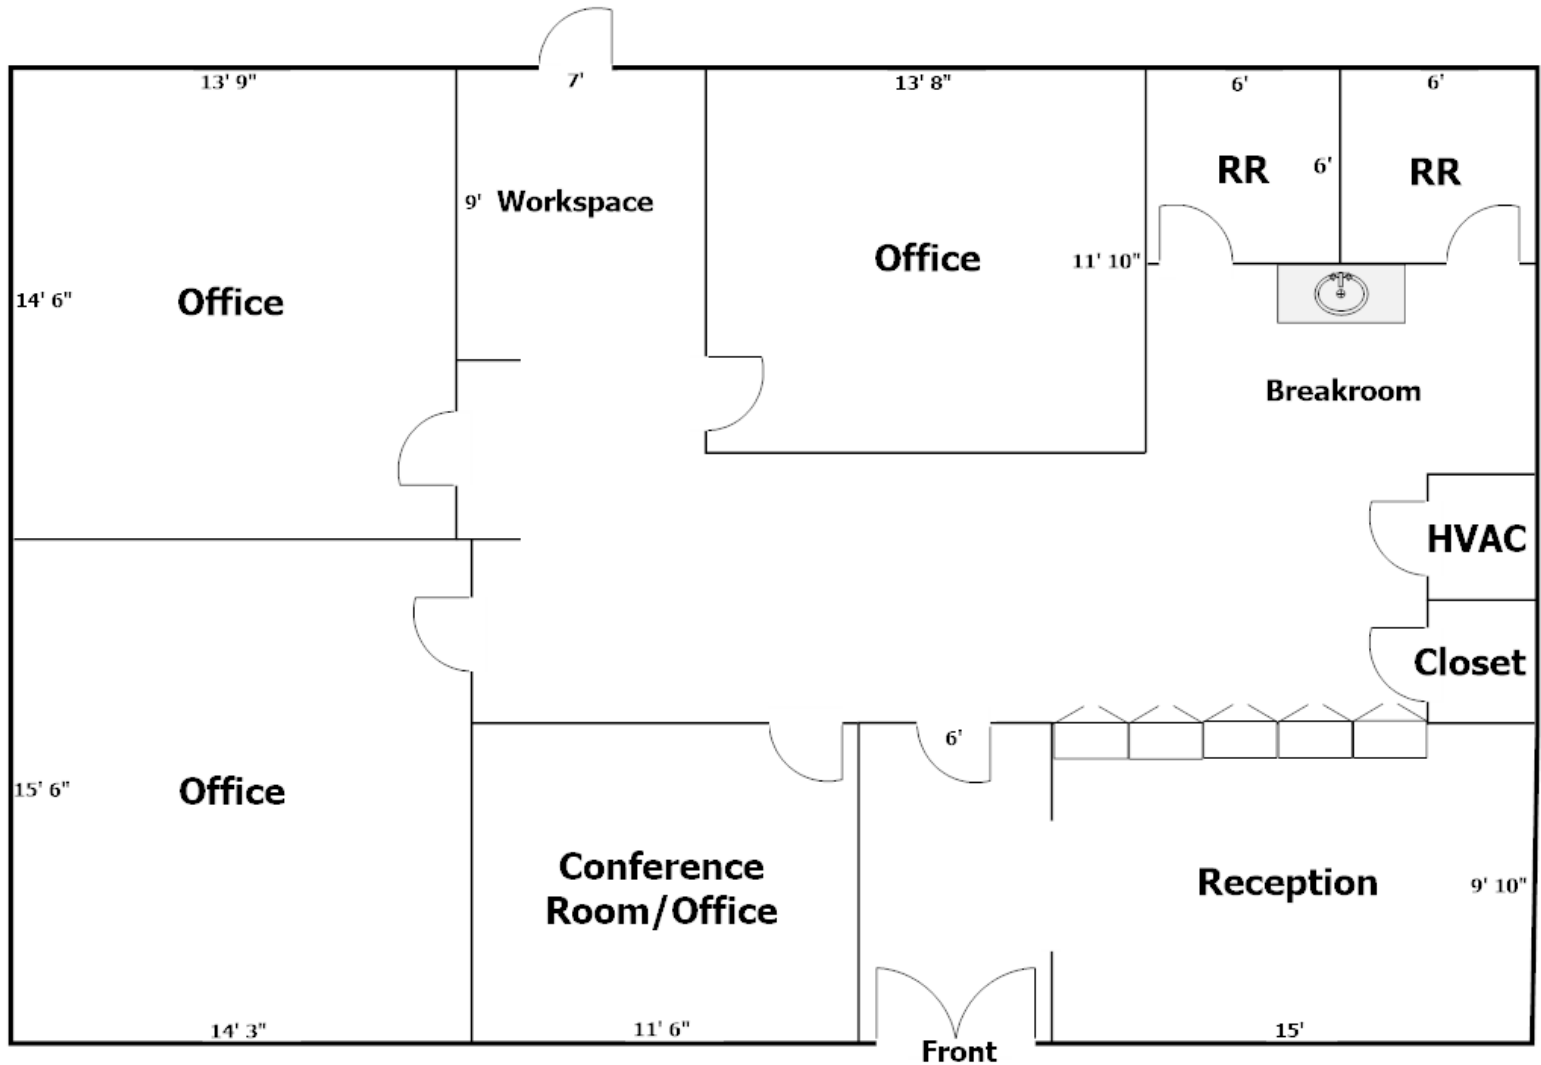 13' 9"
7'
13' 8"
6'
6'
RR
6'
RR
9'
Workspace
Office
11' 10"
14' 6"
Office
Breakroom
HVAC
Closet
6'
15' 6"
Office
Conference
Room/Office
Reception
9' 10"
14' 3"
11' 6"
15'
Front